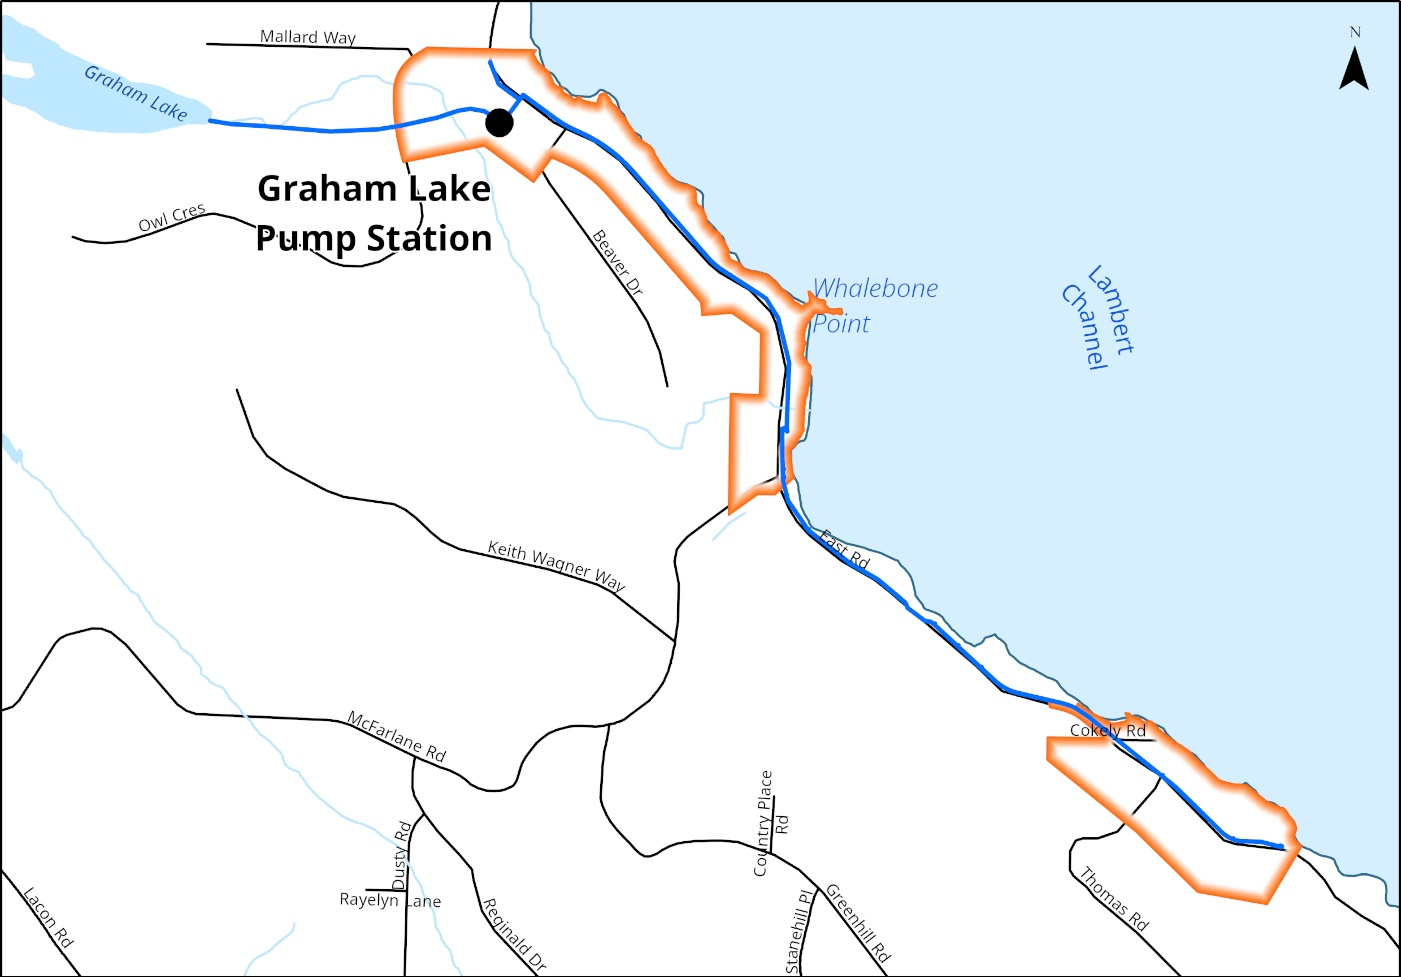 Mallard Way
N
Graham Lake
Graham Lake
Pump Station
Owl Cres
Beaver Dr
Whalebone
Point
Lambert
Channel
East Rd
Keith Wagner Way
McFarlane Rd
Cokely Rd
Country Place
Rd
Dusty Rd
Rayelyn Lane
Lacon Rd
Reginald Dr
Stanehill Pl
Greenhill Rd
Thomas Rd